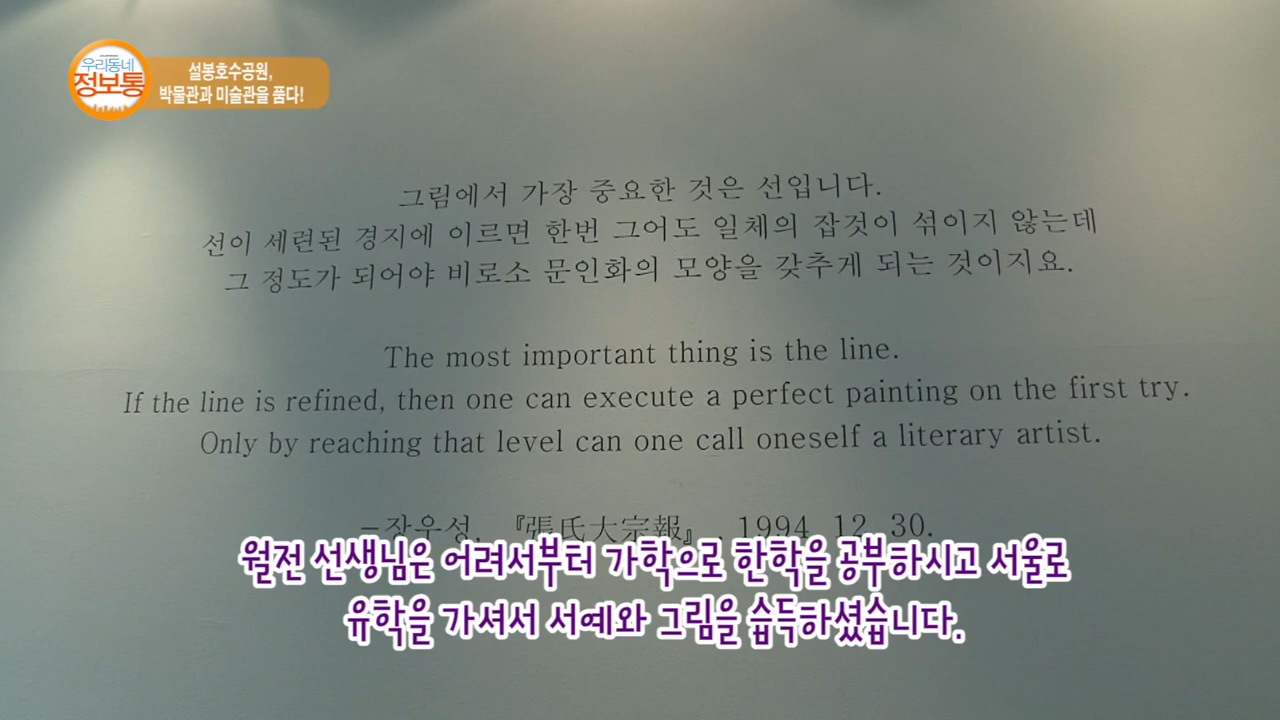 우리동네
정보통
설봉호수공원,
박물관과 미술관을 품다!
그림에서 가장 중요한 것은 선입니다.
선이 세련된 경지에 이르면 한번 그어도 일체의 잡것이 섞이지 않는데
그 정도가 되어야 비로소 문인화의 모양을 갖추게 되는 것이지요.
The most important thing is the line.
If the line is refined, then one can execute a perfect painting on the first try.
Only by reaching that level can one call oneself a literary artist.
-장우성, 『張氏大宗報』, 1994. 12. 30.
월전 선생님은 어려서부터 가학으로 한학을 공부하시고 서울로
유학을 가셔서 서예와 그림을 습득하셨습니다.